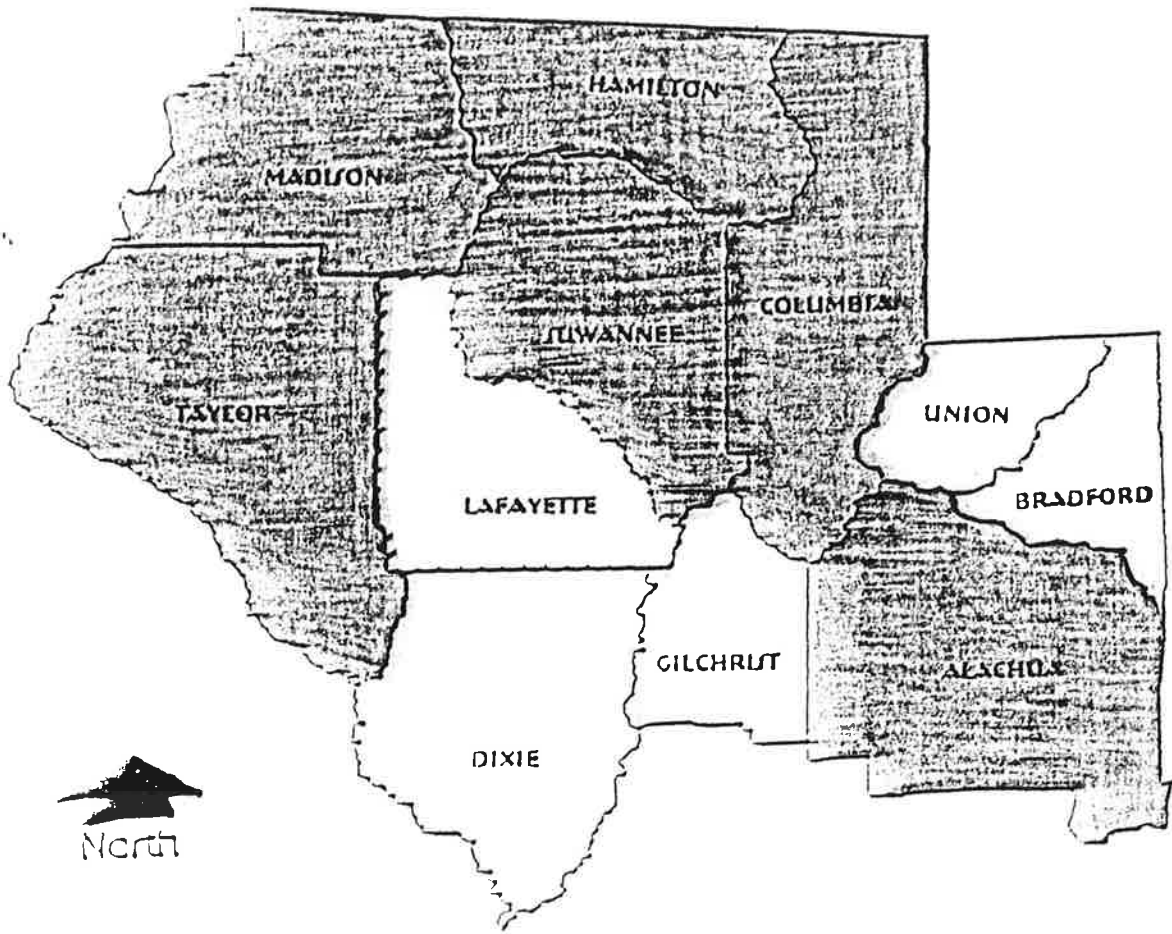 HAMILTON
MADISON
COLUMBIA
SUWANNEE
TAYLOR
UNION
BRADFORD
LAFAYETTE
GILCHRIST
ALACHUA
DIXIE
North